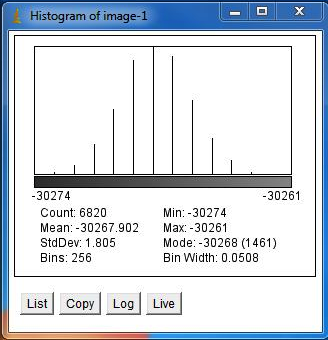 Histogram of image-1
-30274 -30261
Count: 6820 Min: -30274
Mean: -30267.902 Max: -30261
StdDev: 1.805 Mode: -30268 (1461)
Bins: 256 Bin Width: 0.0508
List Copy Log Live